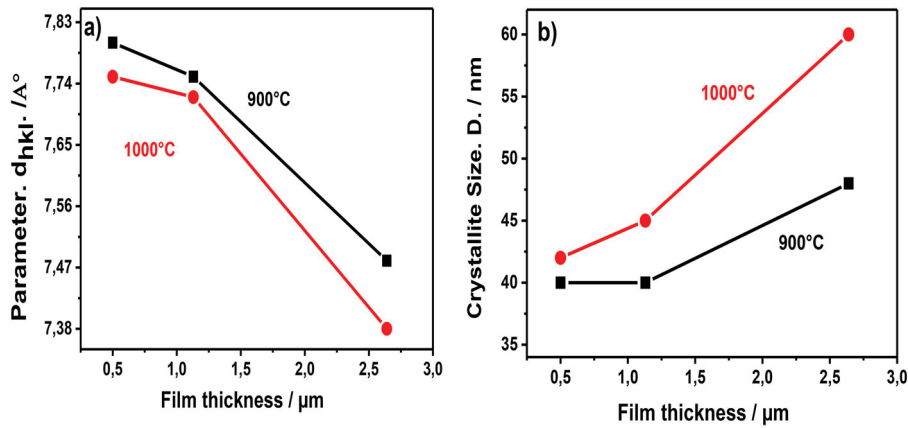 a)
Parameter. dhkl. /A°
7,83
7,74
7,65
7,56
7,47
7,38
900°C
1000°C
0,5 1,0 1,5 2,0 2,5 3,0
Film thickness / µm
b)
Crystallite Size. D. / nm
60
55
50
45
40
35
1000°C
900°C
0,5 1,0 1,5 2,0 2,5 3,0
Film thickness / µm